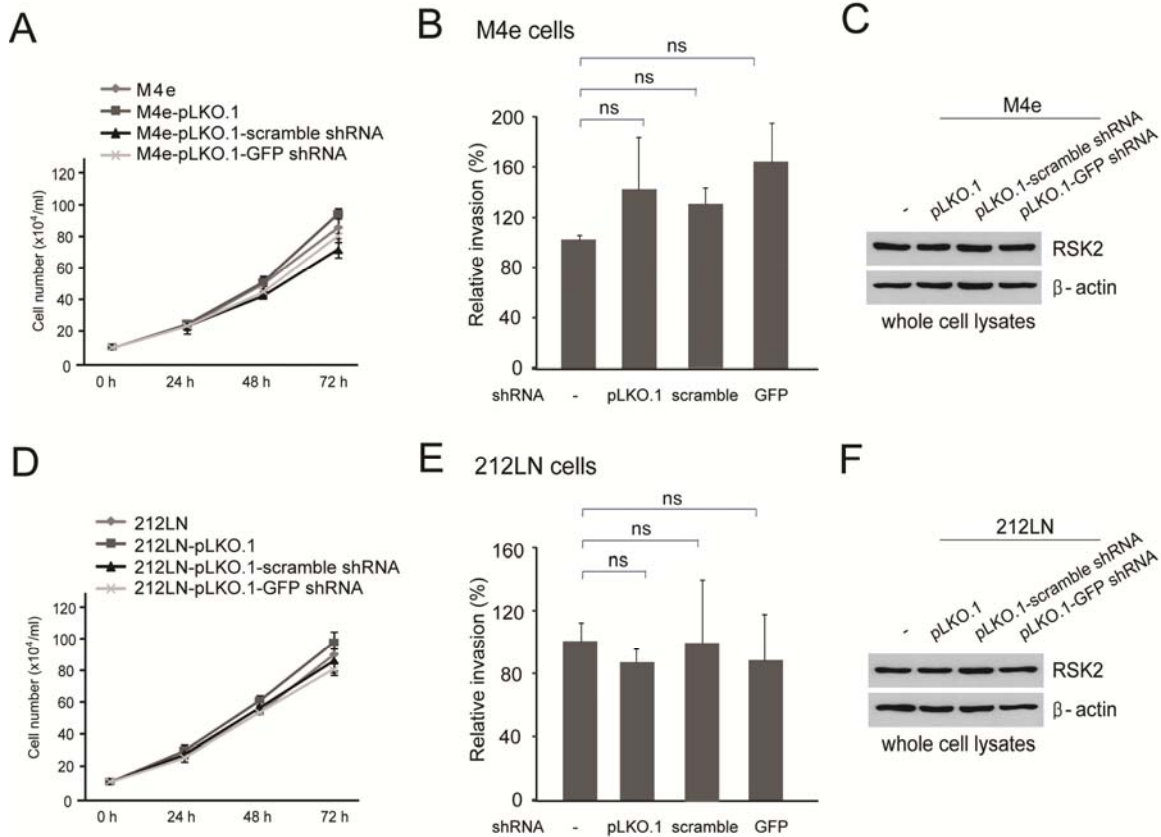 A
M4e
M4e-pLKO.1
M4e-pLKO.1-scramble shRNA
M4e-pLKO.1-GFP shRNA
Cell number (x10⁴/ml)
120
100
80
60
40
20
0
0 h 24 h 48 h 72 h
B M4e cells
ns
ns
ns
Relative invasion (%)
200
160
120
80
40
0
shRNA - pLKO.1 scramble GFP
C
M4e
- pLKO.1 pLKO.1-scramble shRNA pLKO.1-GFP shRNA
RSK2
β-actin
whole cell lysates
D
212LN
212LN-pLKO.1
212LN-pLKO.1-scramble shRNA
212LN-pLKO.1-GFP shRNA
Cell number (x10⁴/ml)
120
100
80
60
40
20
0
0 h 24 h 48 h 72 h
E 212LN cells
ns
ns
ns
Relative invasion (%)
160
120
80
40
0
shRNA - pLKO.1 scramble GFP
F
212LN
- pLKO.1 pLKO.1-scramble shRNA pLKO.1-GFP shRNA
RSK2
β-actin
whole cell lysates